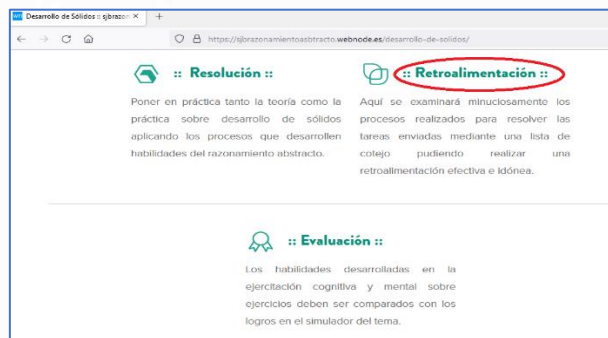 Desarrollo de Sólidos :: sjbrazon
https://sjbrazonamientoasbtracto.webnode.es/desarrollo-de-solidos/
:: Resolución ::
Poner en práctica tanto la teoría como la
práctica sobre desarrollo de sólidos
aplicando los procesos que desarrollen
habilidades del razonamiento abstracto.
:: Retroalimentación ::
Aquí se examinará minuciosamente los
procesos realizados para resolver las
tareas enviadas mediante una lista de
cotejo pudiendo realizar una
retroalimentación efectiva e Idónea.
:: Evaluación ::
Los habilidades desarrolladas en la
ejercitación cognitiva y mental sobre
ejercicios deben ser comparados con los
logros en el simulador del tema.